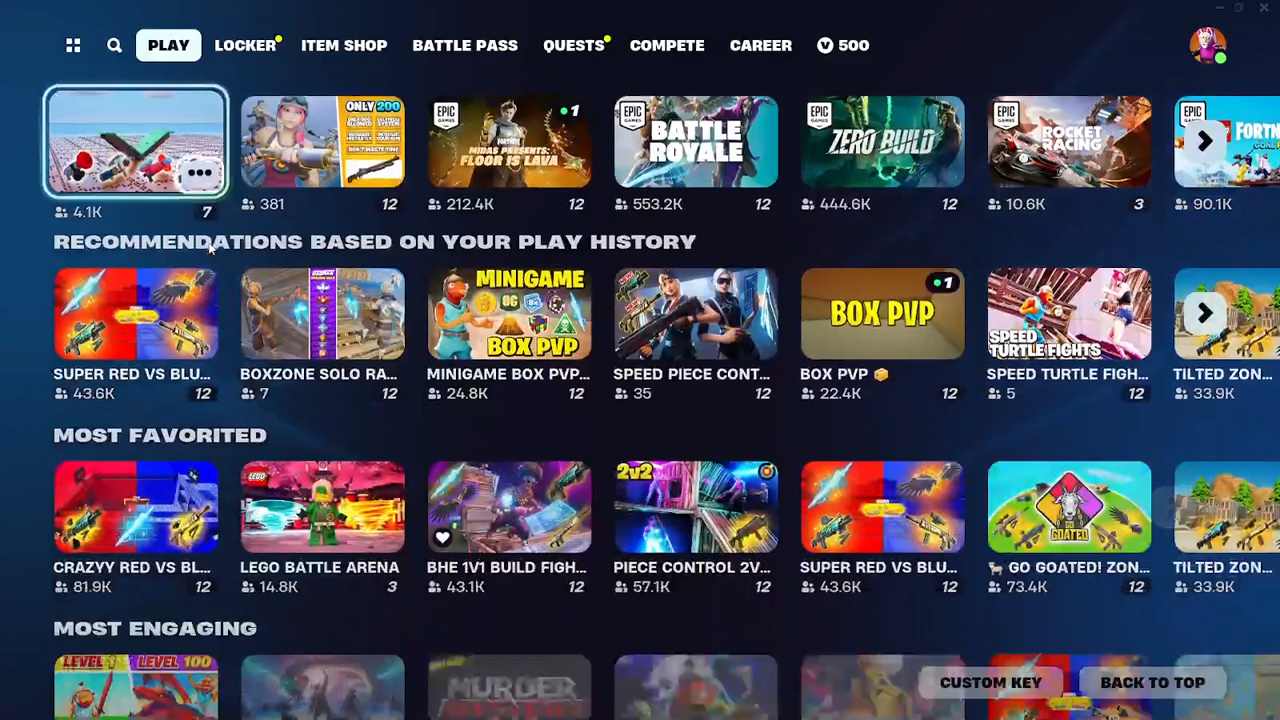 PLAY LOCKER ITEM SHOP BATTLE PASS QUESTS COMPETE CAREER V 500
ONLY 200
EPIC GAMES
FORTNITE
MIDAS PRESENTS:
FLOOR IS LAVA
1
EPIC GAMES
BATTLE
ROYALE
EPIC GAMES
ZERO BUILD
EPIC GAMES
ROCKET
RACING
EPIC
4.1K 7
381 12
212.4K 12
553.2K 12
444.6K 12
10.6K 3
90.1K
RECOMMENDATIONS BASED ON YOUR PLAY HISTORY
MINIGAME
OG
BOX PVP
BOX PVP
1
SPEED
TURTLE FIGHTS
SUPER RED VS BLU...
43.6K 12
BOXZONE SOLO RA...
7 12
MINIGAME BOX PVP...
24.8K 12
SPEED PIECE CONT...
35 12
BOX PVP 📦
22.4K 12
SPEED TURTLE FIGH...
5 12
TILTED ZON...
33.9K
MOST FAVORITED
LEGO
2V2
GO
GOATED
CRAZYY RED VS BL...
81.9K 12
LEGO BATTLE ARENA
14.8K 3
BHE 1V1 BUILD FIGH...
43.1K 12
PIECE CONTROL 2V...
57.1K 12
SUPER RED VS BLU...
43.6K 12
🐐 GO GOATED! ZON...
73.4K 12
TILTED ZON...
33.9K
MOST ENGAGING
LEVEL 1 LEVEL 100
MURDER
CUSTOM KEY
BACK TO TOP